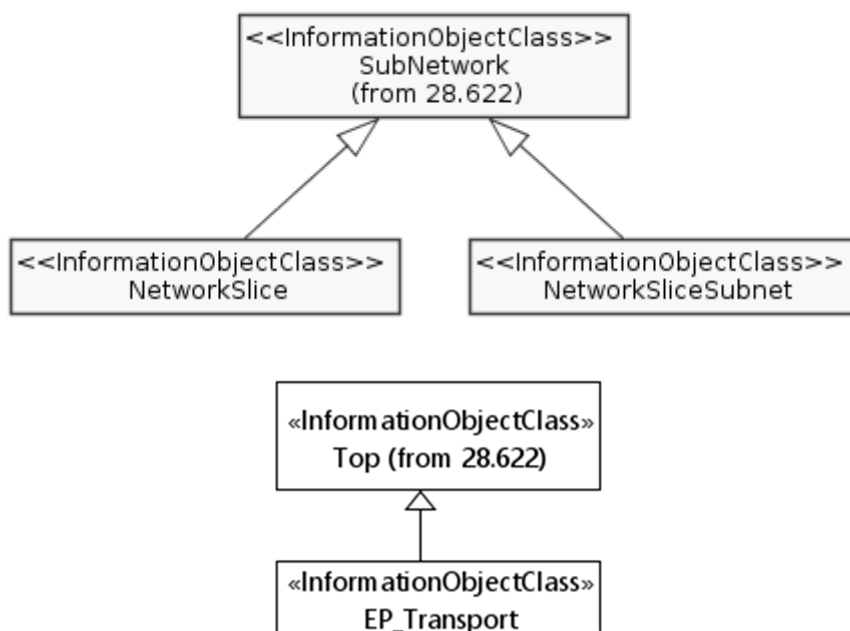 <<InformationObjectClass>>
SubNetwork
(from 28.622)
<<InformationObjectClass>>
NetworkSlice
<<InformationObjectClass>>
NetworkSliceSubnet
«InformationObjectClass»
Top (from 28.622)
«InformationObjectClass»
EP_Transport